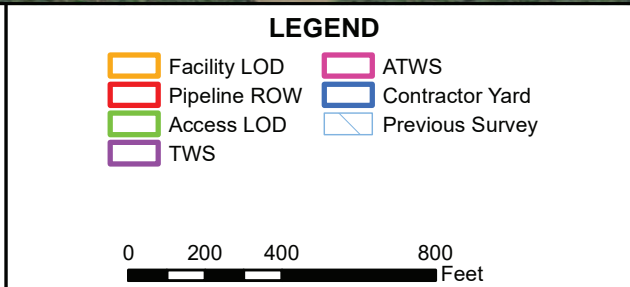 LEGEND
Facility LOD
Pipeline ROW
Access LOD
TWS
ATWS
Contractor Yard
Previous Survey
0 200 400 800
Feet